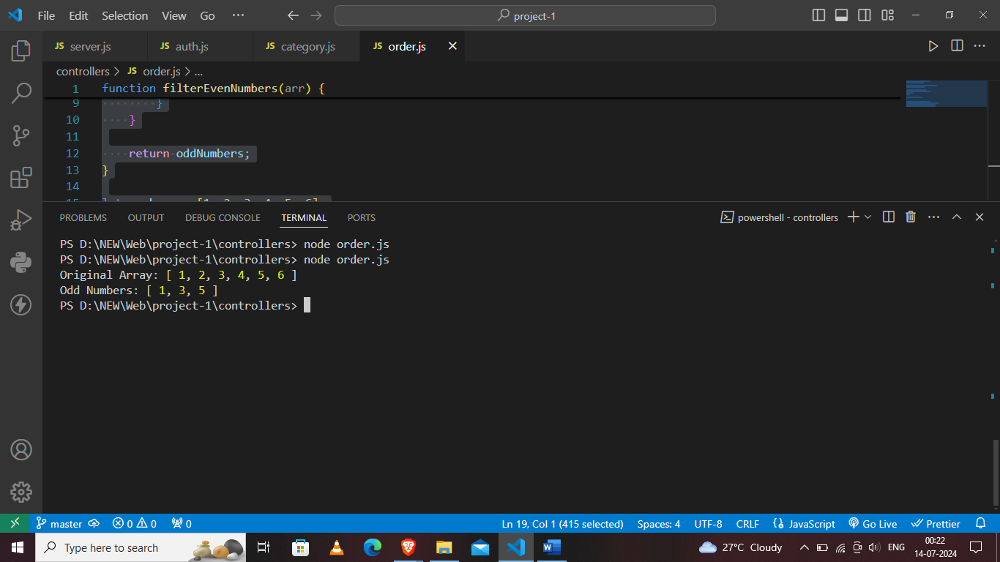 File Edit Selection View Go ··· project-1
JS server.js JS auth.js JS category.js JS order.js
controllers > JS order.js > ...
1 function filterEvenNumbers(arr) {
9 }
10 }
11
12 return oddNumbers;
13 }
14
PROBLEMS OUTPUT DEBUG CONSOLE TERMINAL PORTS powershell - controllers
PS D:\NEW\Web\project-1\controllers> node order.js
PS D:\NEW\Web\project-1\controllers> node order.js
Original Array: [ 1, 2, 3, 4, 5, 6 ]
Odd Numbers: [ 1, 3, 5 ]
PS D:\NEW\Web\project-1\controllers>
master 0 0 0 Ln 19, Col 1 (415 selected) Spaces: 4 UTF-8 CRLF {} JavaScript Go Live Prettier
Type here to search 27°C Cloudy ENG 00:22
14-07-2024